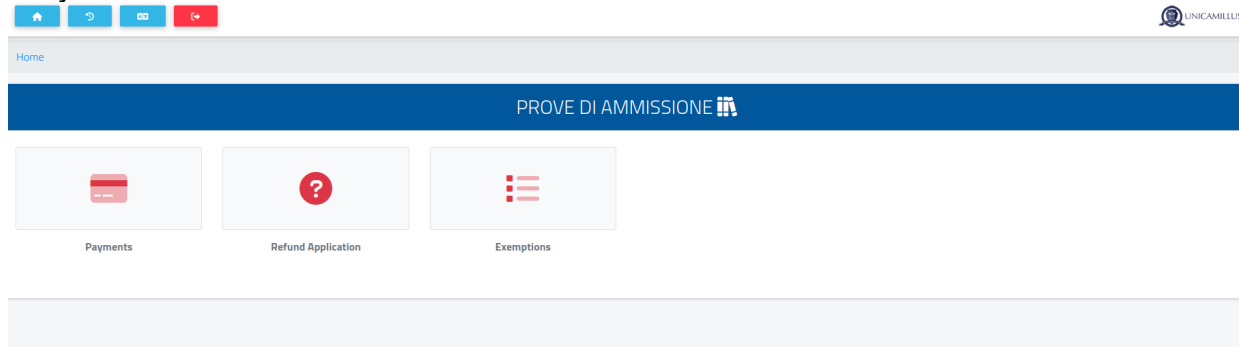 UNICAMILLUS
Home
PROVE DI AMMISSIONE
Payments
Refund Application
Exemptions